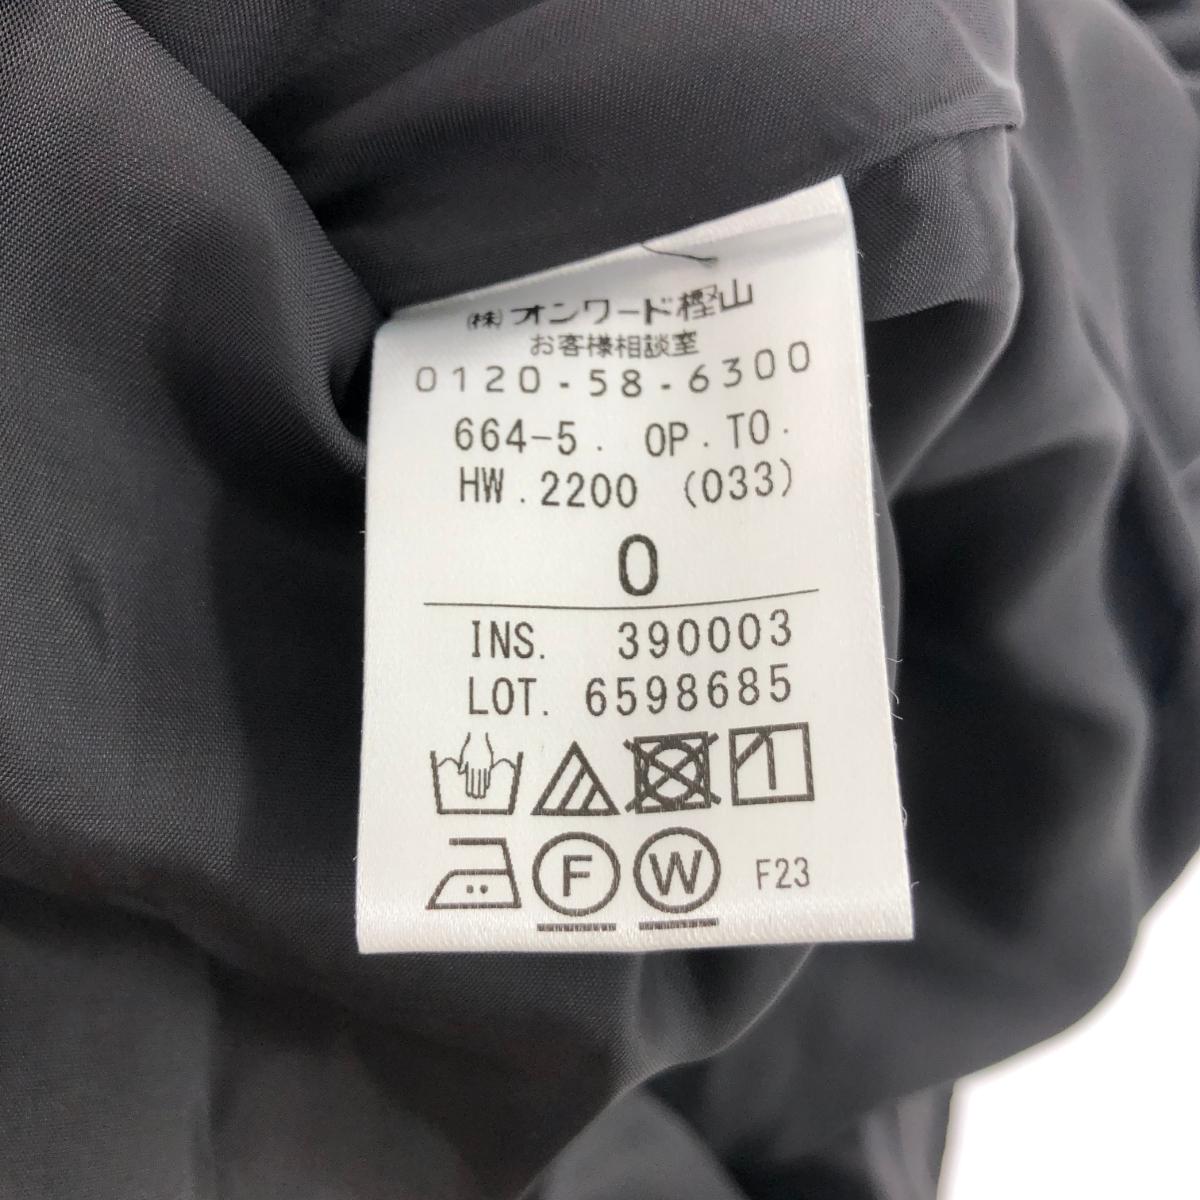 (株)オンワード樫山
お客様相談室
0120-58-6300
664-5. OP.TO.
HW.2200 (033)
0
INS. 390003
LOT. 6598685
F W F23